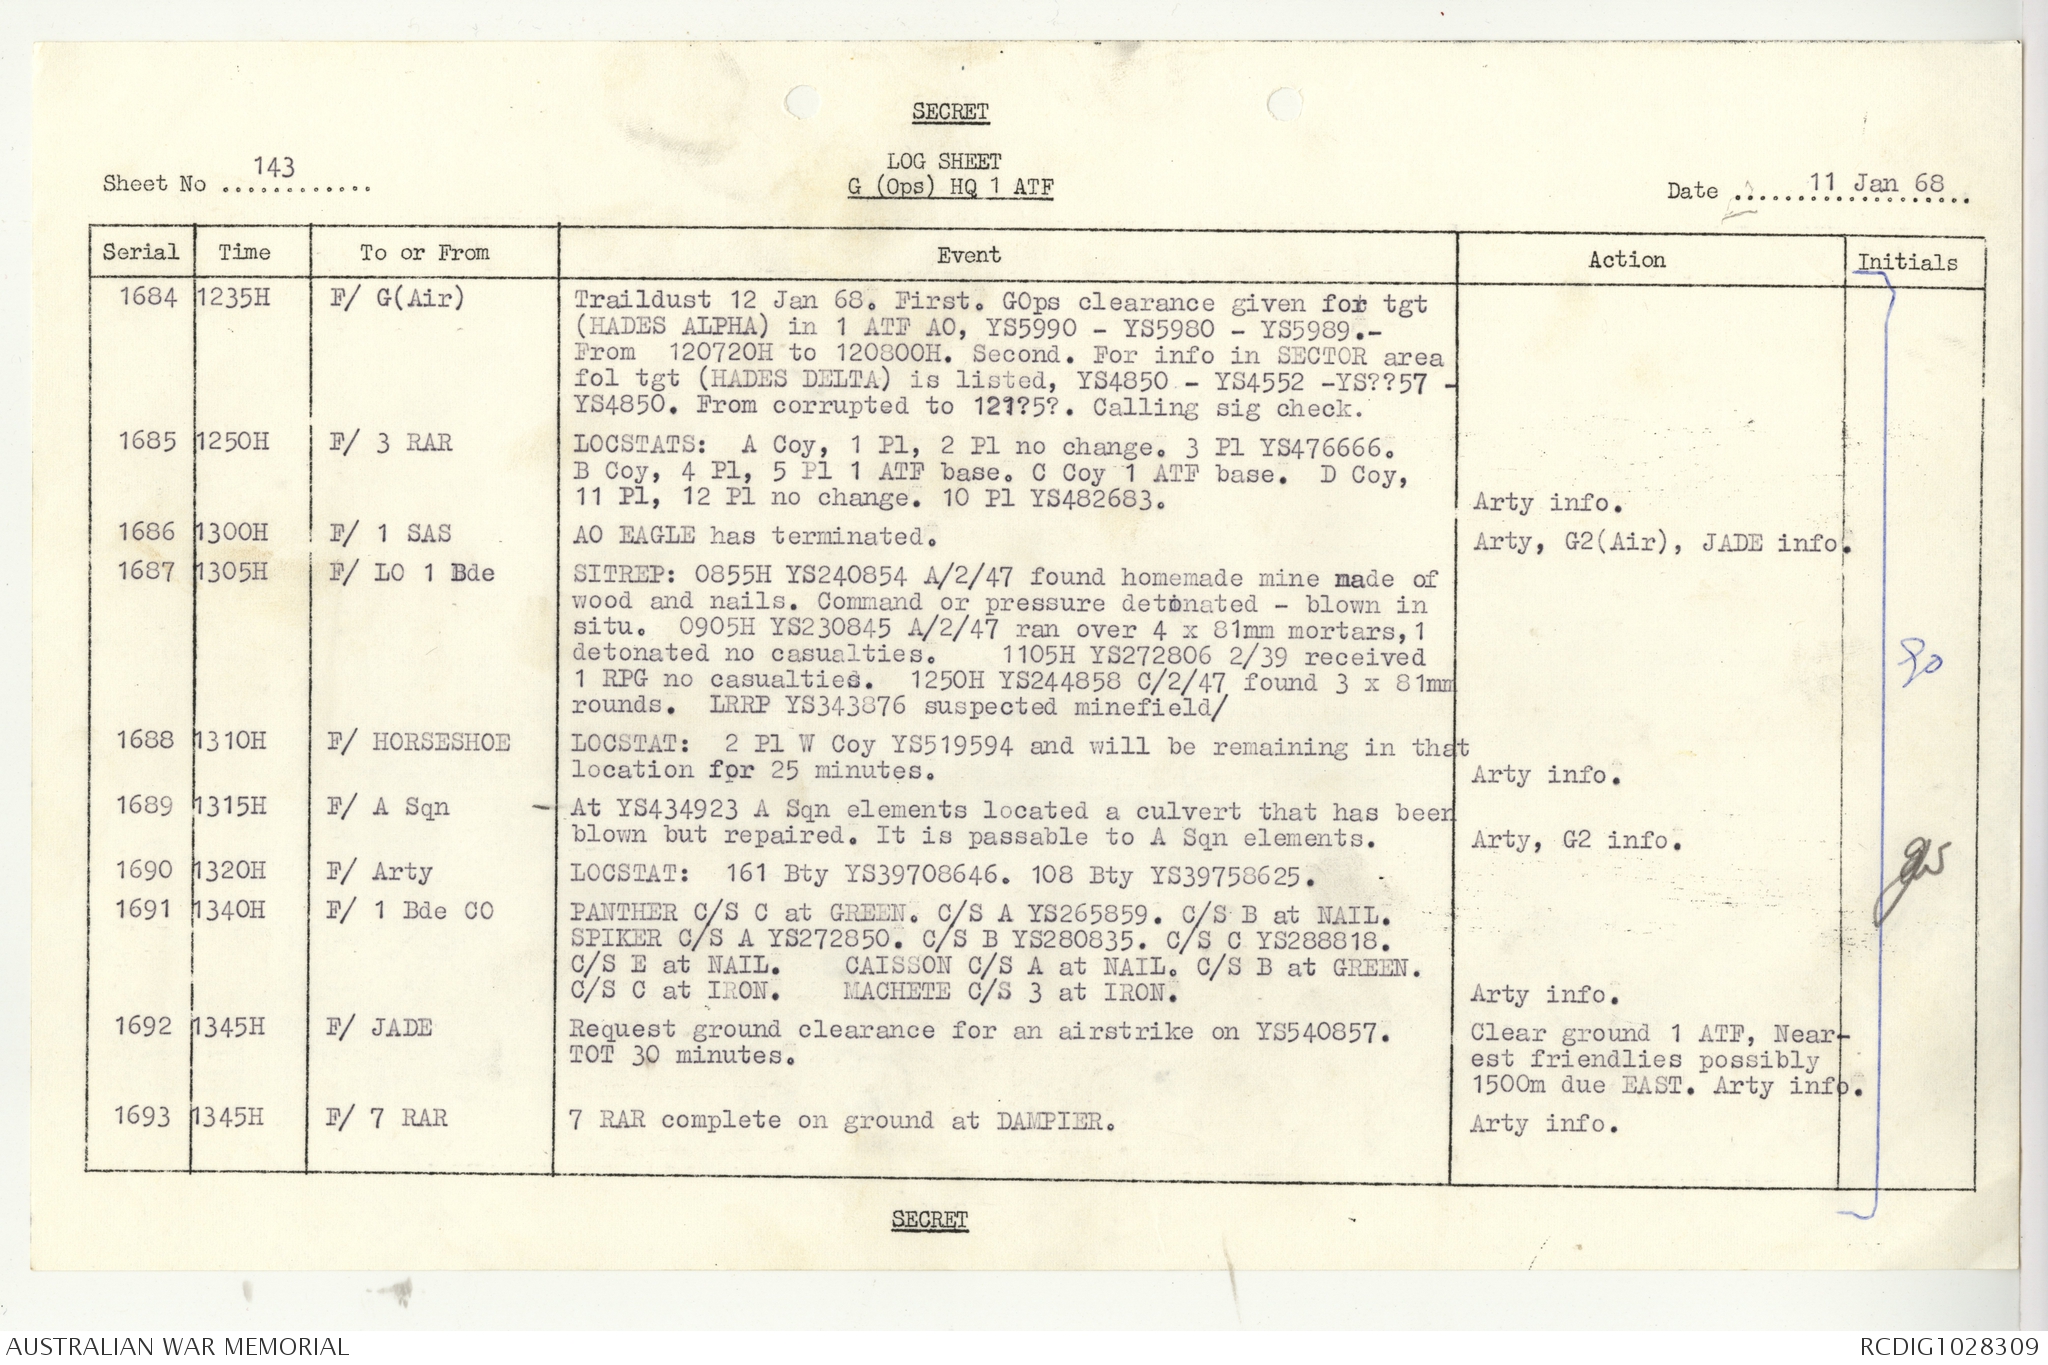 SECRET
LOG SHEET
G (Ops) HQ 1 ATF
Sheet No 143
Date 11 Jan 68
Serial Time To or From Event Action Initials
1684 1235H F/ G(Air) Traildust 12 Jan 68. First. GOps clearance given for tgt
(HADES ALPHA) in 1 ATF AO, YS5990 - YS5980 - YS5989.-
From 120720H to 120800H. Second. For info in SECTOR area
fol tgt (HADES DELTA) is listed, YS4850 - YS4552 -YS??57 -
YS4850. From corrupted to 121?5?. Calling sig check.
1685 1250H F/ 3 RAR LOCSTATS: A Coy, 1 Pl, 2 Pl no change. 3 Pl YS476666.
B Coy, 4 Pl, 5 Pl 1 ATF base. C Coy 1 ATF base. D Coy,
11 Pl, 12 Pl no change. 10 Pl YS482683. Arty info.
1686 1300H F/ 1 SAS AO EAGLE has terminated. Arty, G2(Air), JADE info.
1687 1305H F/ LO 1 Bde SITREP: 0855H YS240854 A/2/47 found homemade mine made of
wood and nails. Command or pressure detonated - blown in
situ. 0905H YS230845 A/2/47 ran over 4 x 81mm mortars,1
detonated no casualties. 1105H YS272806 2/39 received
1 RPG no casualties. 1250H YS244858 C/2/47 found 3 x 81mm
rounds. LRRP YS343876 suspected minefield/
1688 1310H F/ HORSESHOE LOCSTAT: 2 Pl W Coy YS519594 and will be remaining in that
location for 25 minutes. Arty info.
1689 1315H F/ A Sqn - At YS434923 A Sqn elements located a culvert that has been
blown but repaired. It is passable to A Sqn elements. Arty, G2 info.
1690 1320H F/ Arty LOCSTAT: 161 Bty YS39708646. 108 Bty YS39758625.
1691 1340H F/ 1 Bde CO PANTHER C/S C at GREEN. C/S A YS265859. C/S B at NAIL.
SPIKER C/S A YS272850. C/S B YS280835. C/S C YS288818.
C/S E at NAIL. CAISSON C/S A at NAIL. C/S B at GREEN.
C/S C at IRON. MACHETE C/S 3 at IRON. Arty info.
1692 1345H F/ JADE Request ground clearance for an airstrike on YS540857. Clear ground 1 ATF, Near-
TOT 30 minutes. est friendlies possibly
1500m due EAST. Arty info.
1693 1345H F/ 7 RAR 7 RAR complete on ground at DAMPIER. Arty info.
SECRET
AUSTRALIAN WAR MEMORIAL
RCDIG1028309